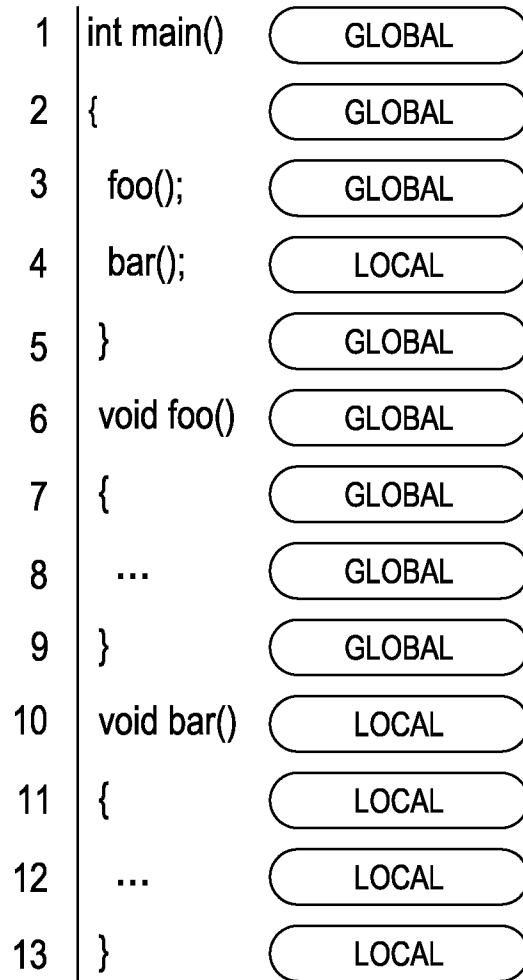 1 int main() GLOBAL
2 { GLOBAL
3 foo(); GLOBAL
4 bar(); LOCAL
5 } GLOBAL
6 void foo() GLOBAL
7 { GLOBAL
8 ... GLOBAL
9 } GLOBAL
10 void bar() LOCAL
11 { LOCAL
12 ... LOCAL
13 } LOCAL